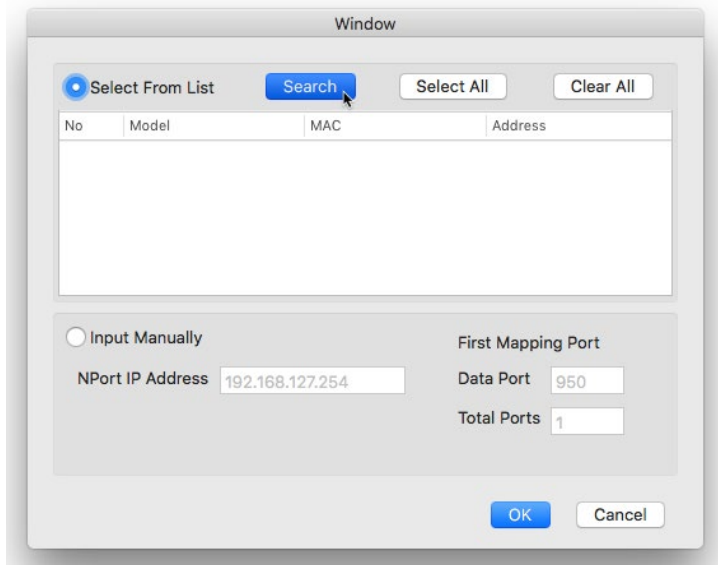 Window
Select From List Search Select All Clear All
No Model MAC Address
Input Manually
First Mapping Port
NPort IP Address 192.168.127.254 Data Port 950
Total Ports 1
OK Cancel